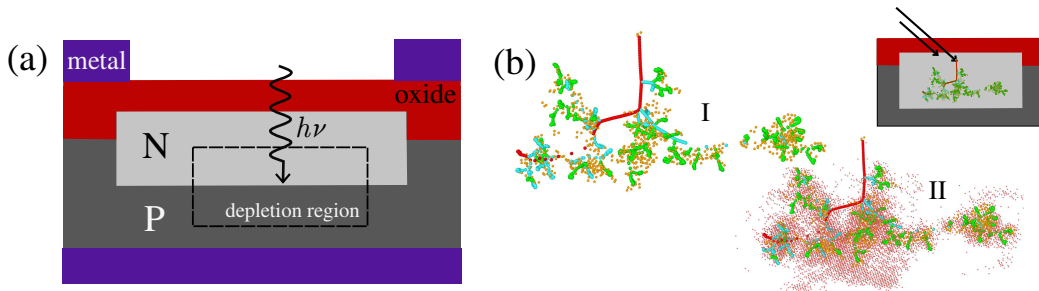 (a)
metal
oxide
hν
N
P
depletion region
(b)
I
II